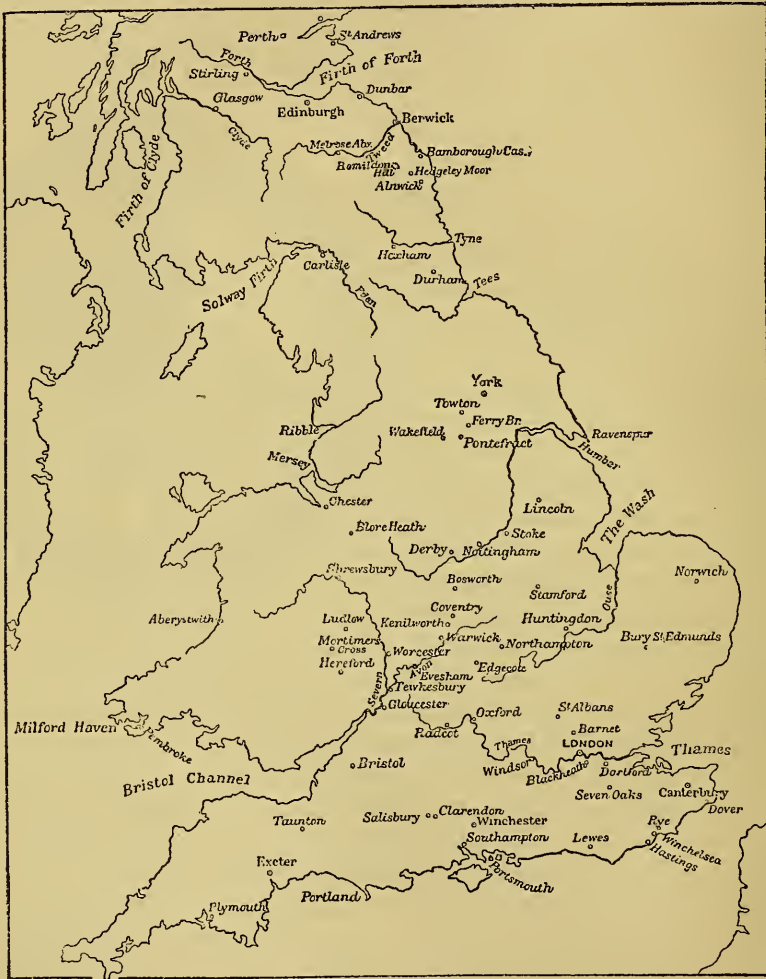 Perth
St Andrews
Forth
Stirling
Firth of Forth
Glasgow
Edinburgh
Dunbar
Berwick
Clyde
Firth of Clyde
Melrose Aby.
Tweed
Bamborough Cas.
Homildon
Hill
Hedgeley Moor
Alnwick
Tyne
Hexham
Carlisle
Solway Firth
Eden
Durham
Tees
York
Towton
Ferry Br.
Wakefield
Pontefract
Ravenspur
Humber
Ribble
Mersey
Chester
Lincoln
The Wash
Blore Heath
Stoke
Derby
Nottingham
Shrewsbury
Bosworth
Stamford
Ouse
Norwich
Aberystwith
Ludlow
Coventry
Kenilworth
Huntingdon
Mortimers
Cross
Warwick
Northampton
Bury St. Edmunds
Worcester
Hereford
Avon
Evesham
Edgecote
Severn
Tewkesbury
Gloucester
Milford Haven
Pembroke
Radcot
Oxford
St Albans
Barnet
Thames
LONDON
Thames
Windsor
Blackheath
Dartford
Bristol
Bristol Channel
Seven Oaks
Canterbury
Dover
Taunton
Salisbury
Clarendon
Winchester
Rye
Winchelsea
Hastings
Southampton
Lewes
Portsmouth
Exeter
Portland
Plymouth